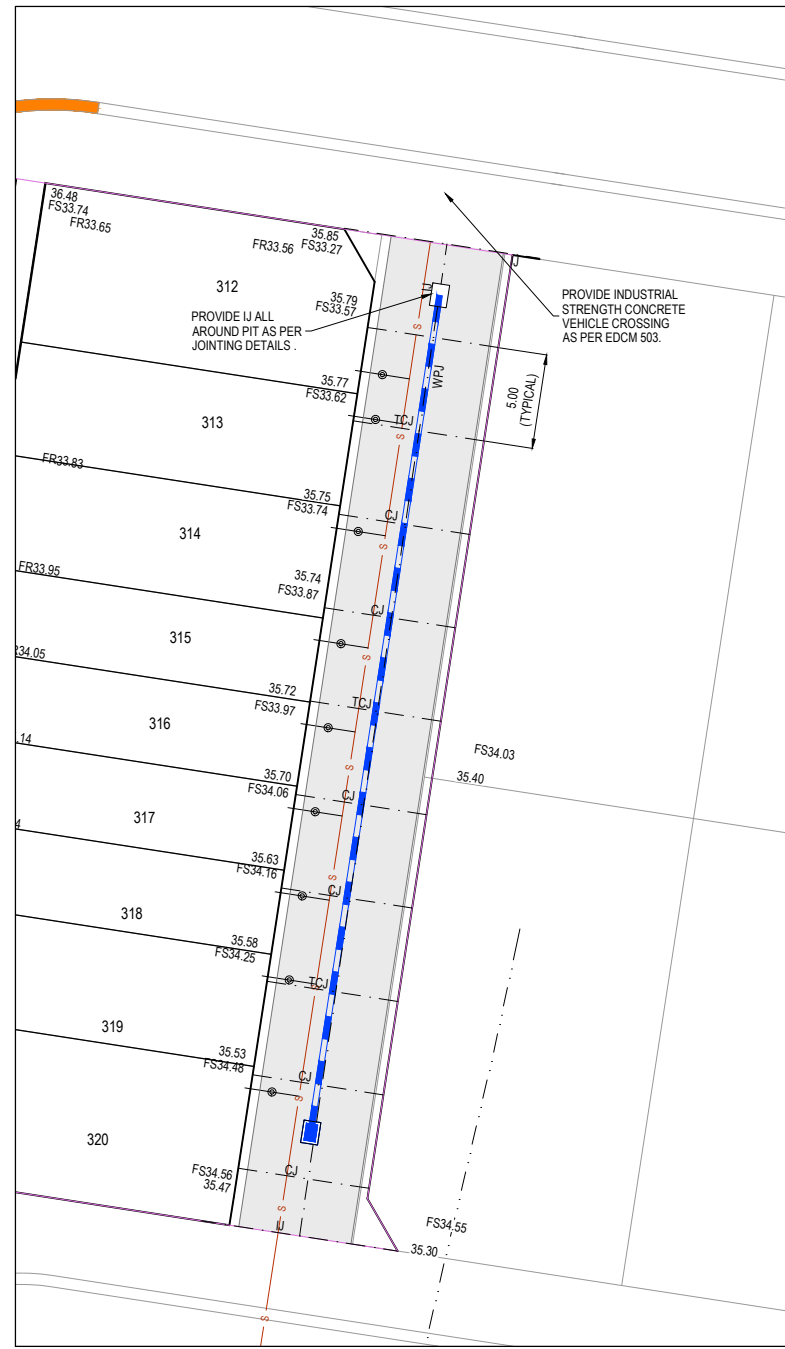 36.48
FS33.74
FR33.65
35.85
FS33.27
FR33.56
312
35.79
FS33.57
PROVIDE IJ ALL
AROUND PIT AS PER
JOINTING DETAILS .
IJ
J
PROVIDE INDUSTRIAL
STRENGTH CONCRETE
VEHICLE CROSSING
AS PER EDCM 503.
S
WPJ
5.00
(TYPICAL)
35.77
FS33.62
313
TCJ
S
FR33.83
35.75
FS33.74
CJ
314
S
35.74
FS33.87
FR33.95
CJ
315
S
35.72
FS33.97
TCJ
316
FS34.03
35.40
S
35.70
FS34.06
CJ
.14
317
35.63
FS34.16
S
CJ
318
35.58
FS34.25
S
TCJ
319
35.53
FS34.48
CJ
S
320
FS34.56
35.47
CJ
S
IJ
FS34.55
35.30
S